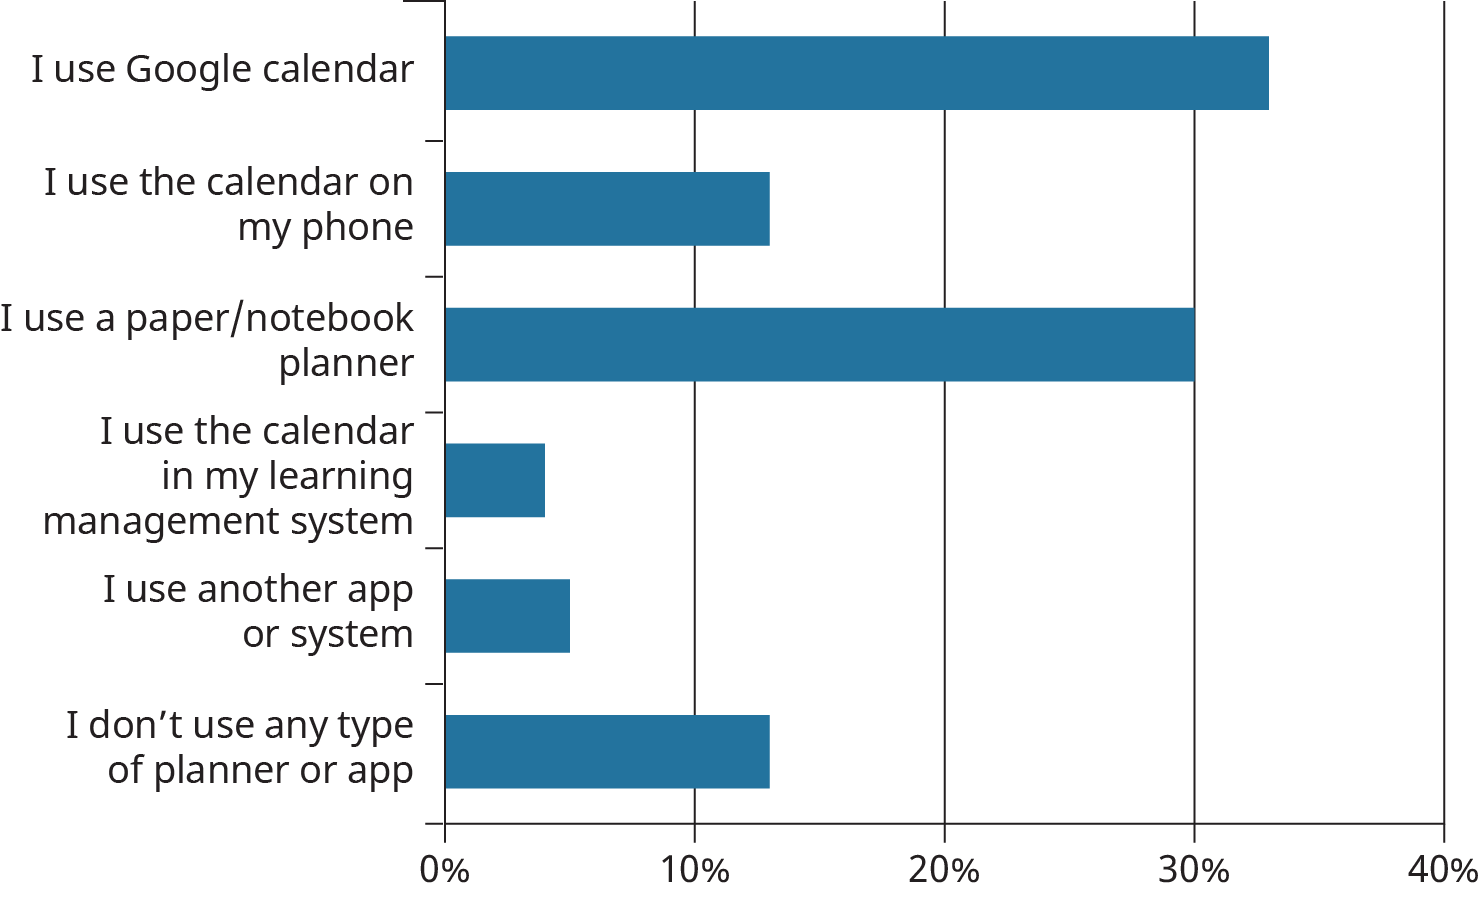 I use Google calendar
I use the calendar on
my phone
I use a paper/notebook
planner
I use the calendar
in my learning
management system
I use another app
or system
I don’t use any type
of planner or app
0%
10%
20%
30%
40%